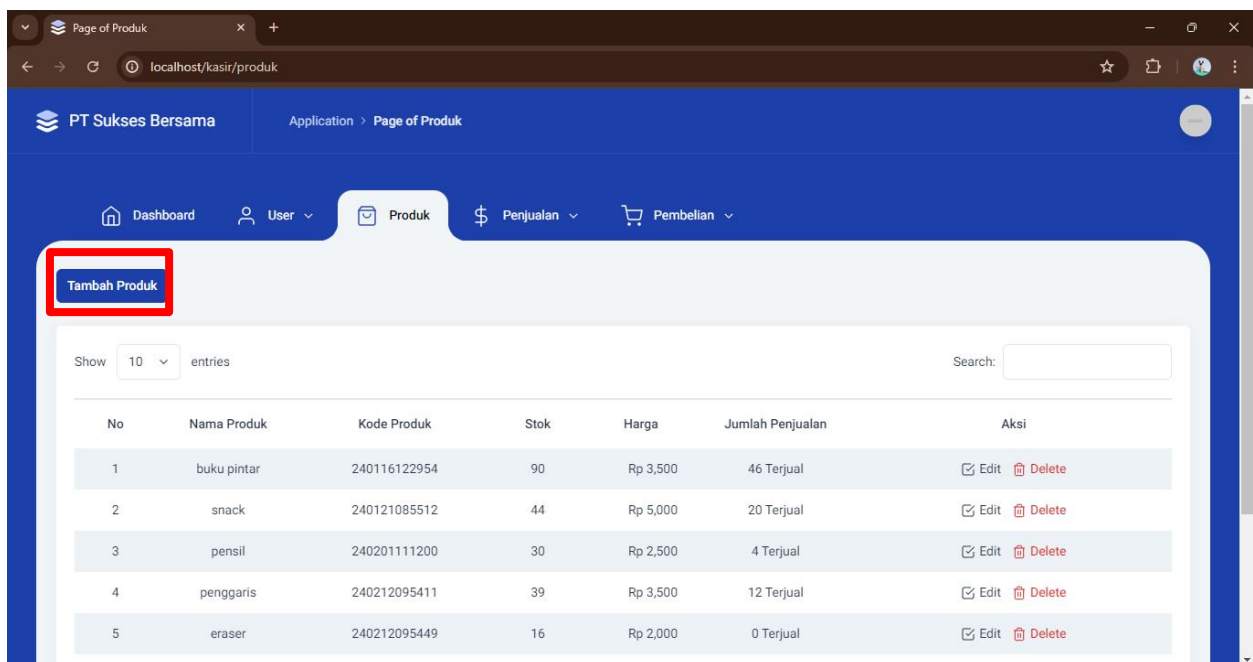 Page of Produk
localhost/kasir/produk
PT Sukses Bersama
Application > Page of Produk
Dashboard User Produk Penjualan Pembelian
Tambah Produk
Show 10 entries Search:
No Nama Produk Kode Produk Stok Harga Jumlah Penjualan Aksi
1 buku pintar 240116122954 90 Rp 3,500 46 Terjual Edit Delete
2 snack 240121085512 44 Rp 5,000 20 Terjual Edit Delete
3 pensil 240201111200 30 Rp 2,500 4 Terjual Edit Delete
4 penggaris 240212095411 39 Rp 3,500 12 Terjual Edit Delete
5 eraser 240212095449 16 Rp 2,000 0 Terjual Edit Delete